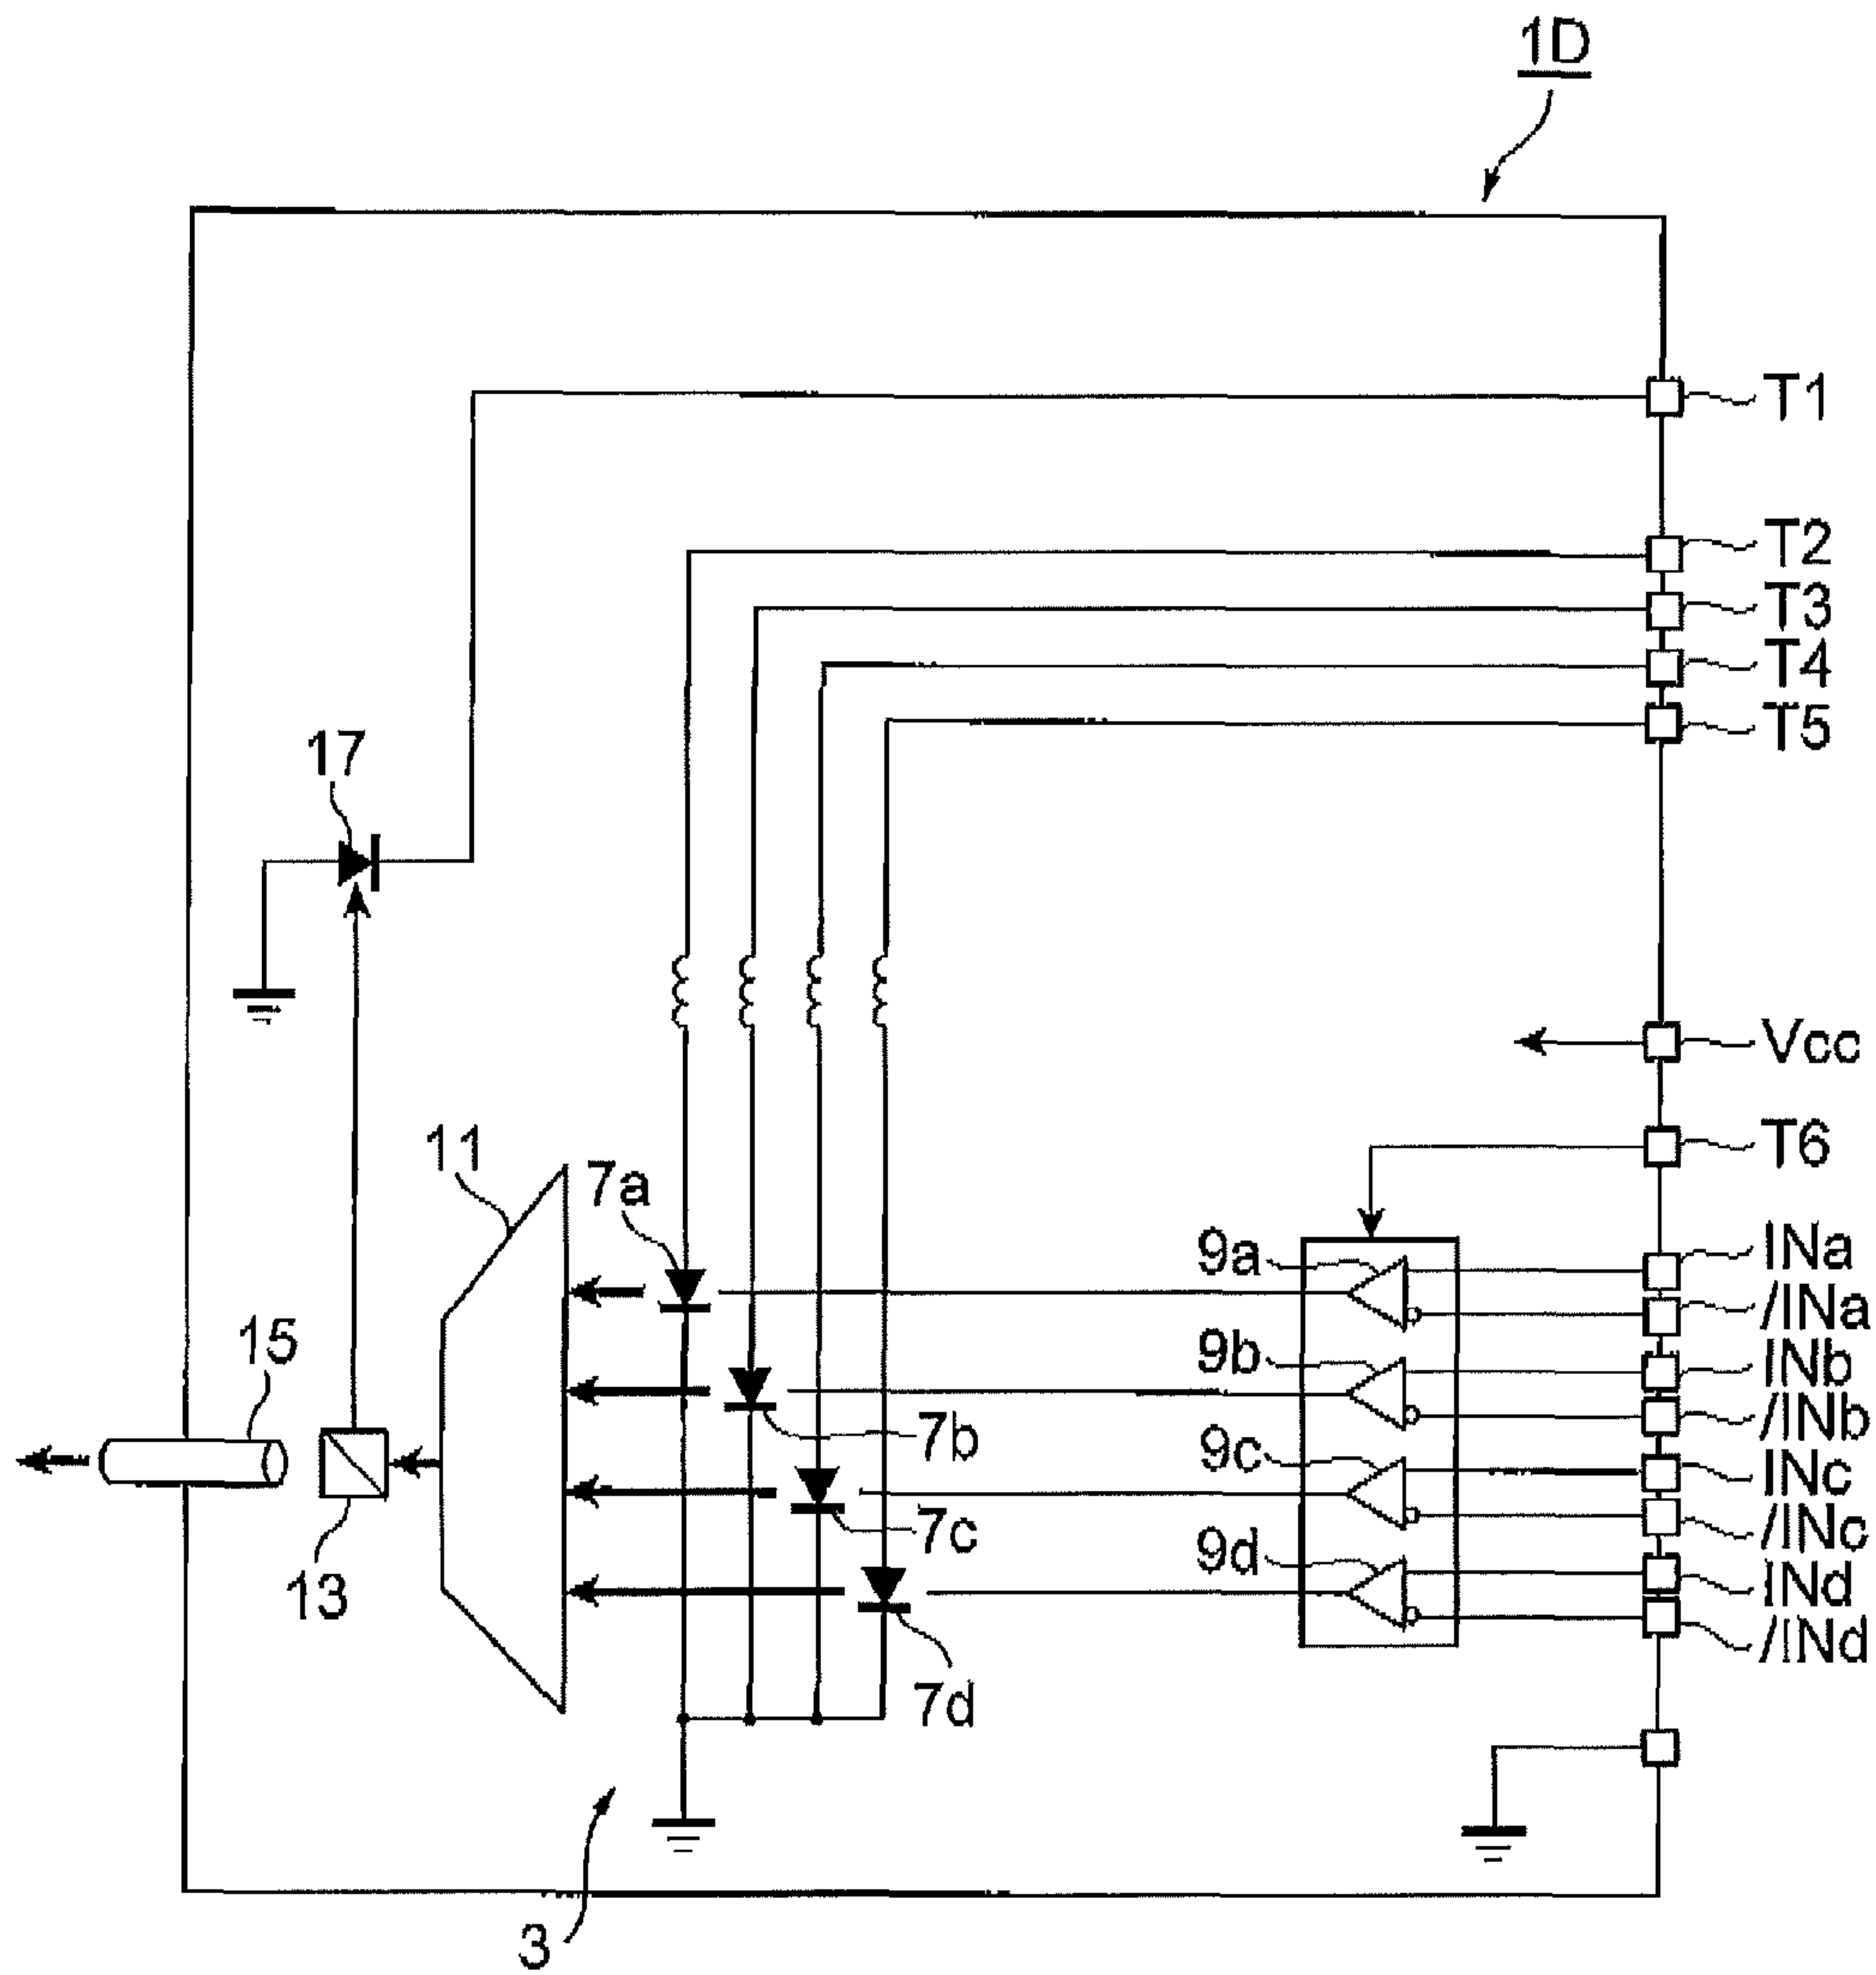 1D
T1
T2
T3
T4
T5
17
Vcc
T6
11
7a
9a
INa
/INa
15
9b
INb
/INb
7b
9c
INc
/INc
7c
9d
INd
/INd
13
7d
3